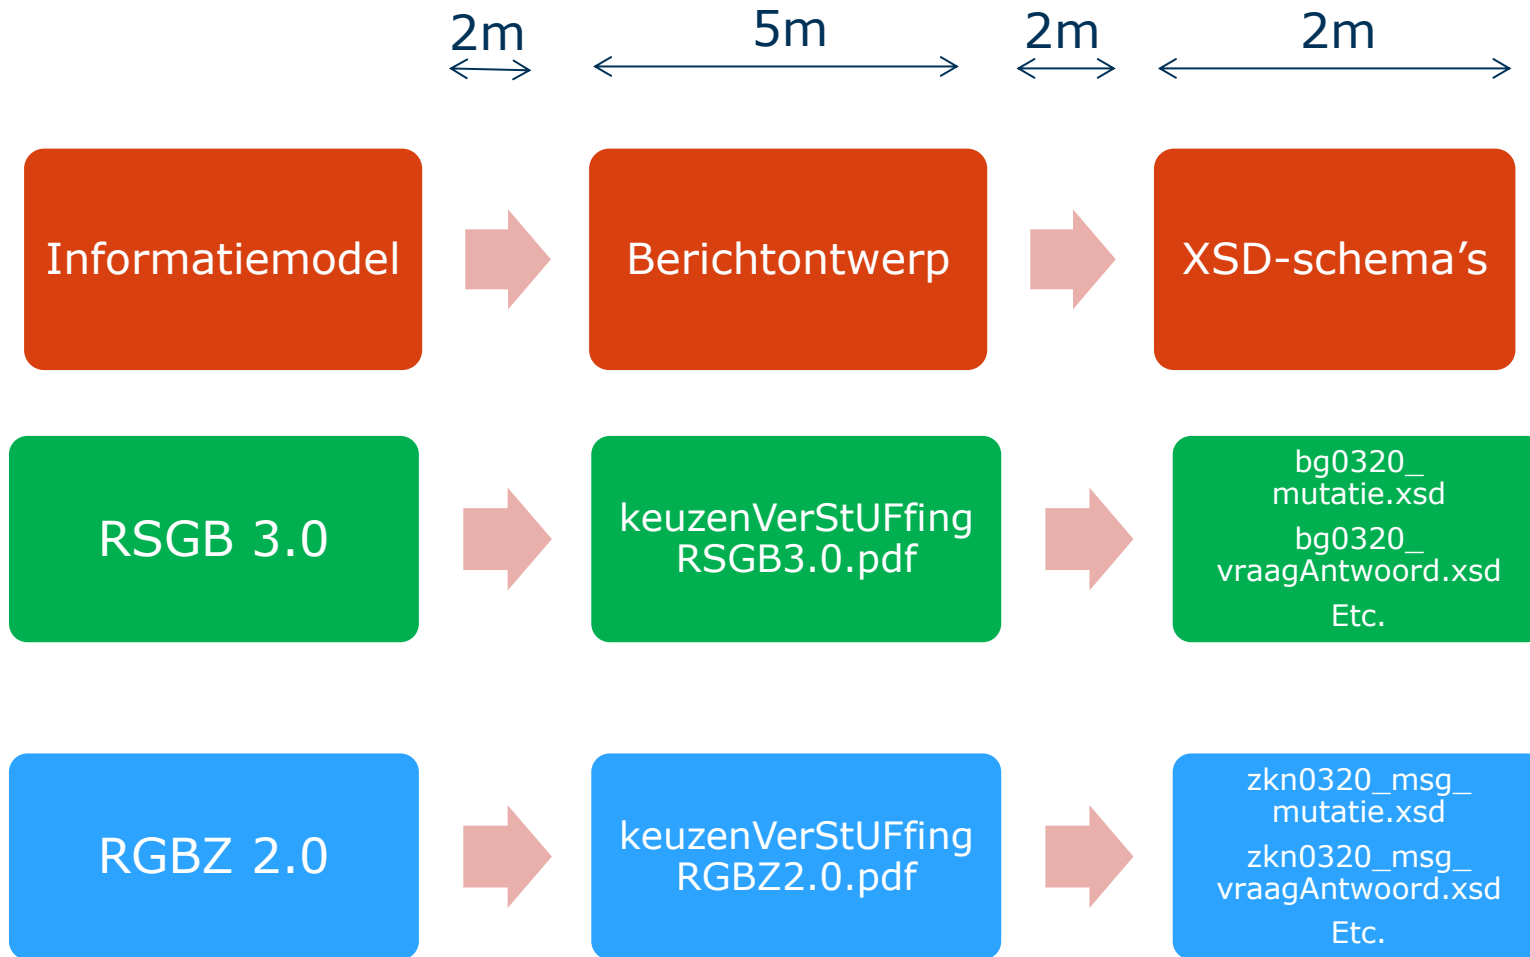 2m
5m
2m
2m
Informatiemodel
Berichtontwerp
XSD-schema’s
RSGB 3.0
keuzenVerStUFfing
RSGB3.0.pdf
bg0320_
mutatie.xsd
bg0320_
vraagAntwoord.xsd
Etc.
RGBZ 2.0
keuzenVerStUFfing
RGBZ2.0.pdf
zkn0320_msg_
mutatie.xsd
zkn0320_msg_
vraagAntwoord.xsd
Etc.